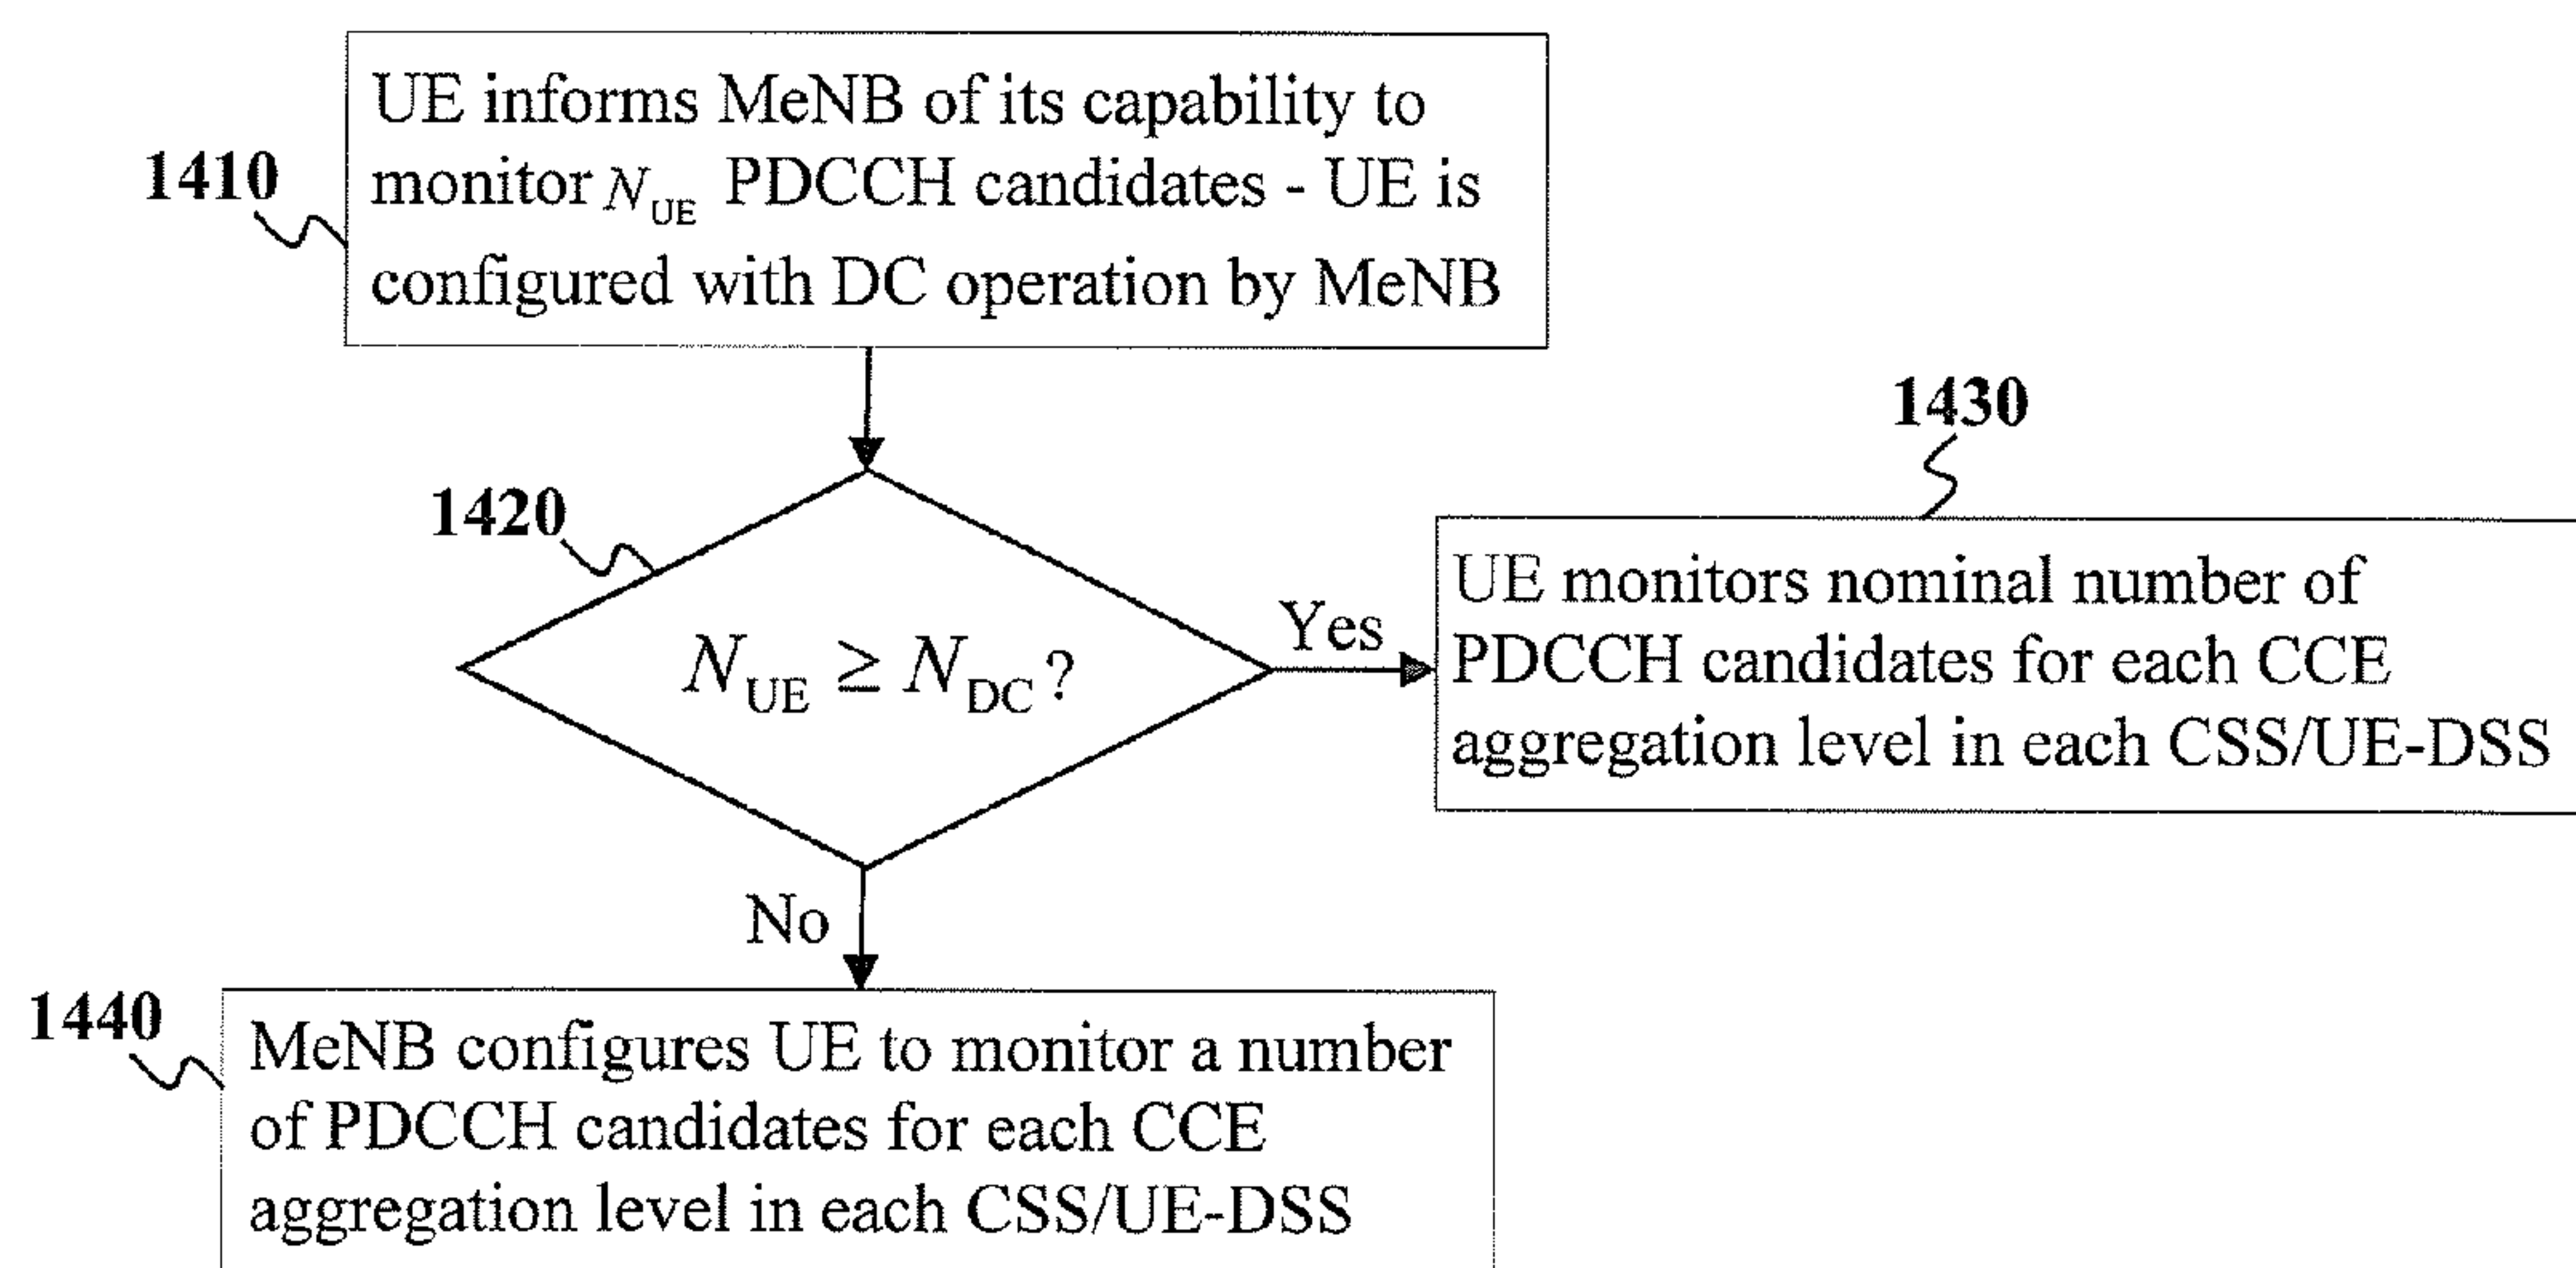 1410
UE informs MeNB of its capability to
monitor N_UE PDCCH candidates - UE is
configured with DC operation by MeNB
1420
N_UE ≥ N_DC?
Yes
1430
UE monitors nominal number of
PDCCH candidates for each CCE
aggregation level in each CSS/UE-DSS
No
1440
MeNB configures UE to monitor a number
of PDCCH candidates for each CCE
aggregation level in each CSS/UE-DSS